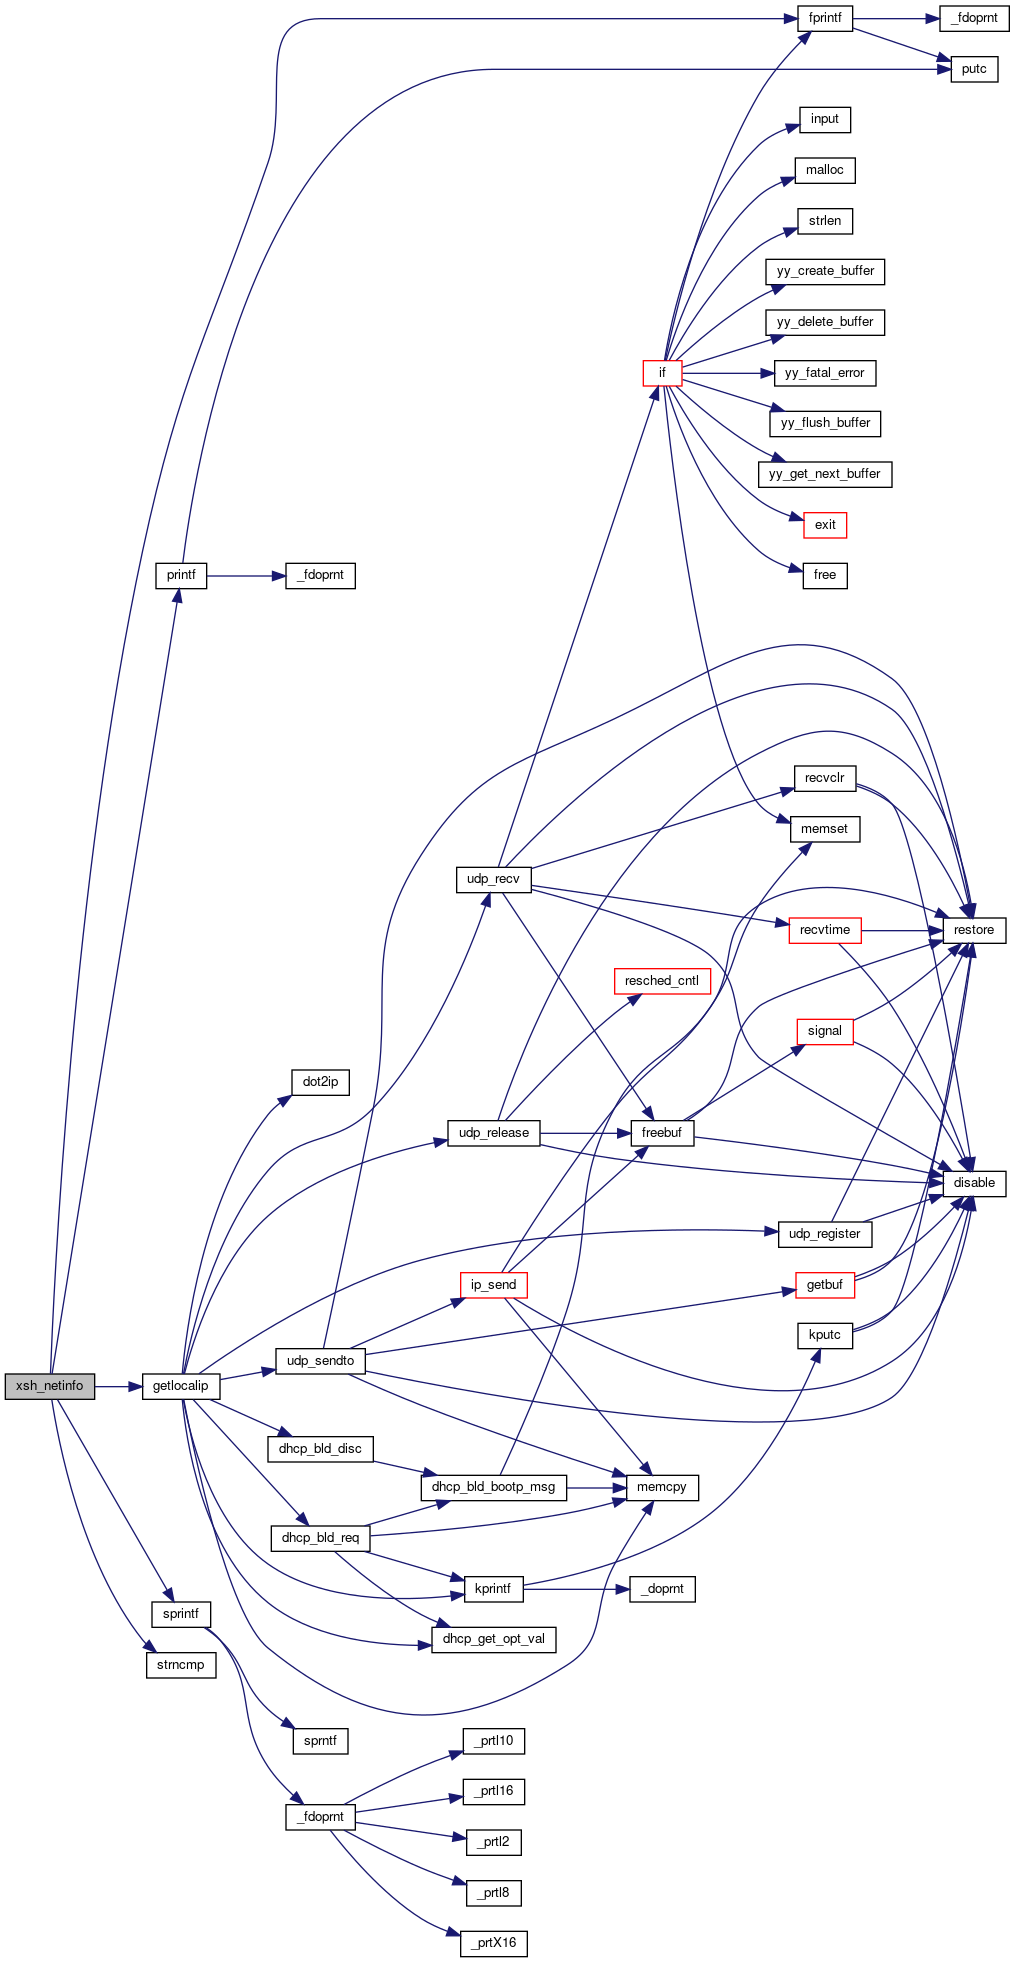 fprintf
_fdoprnt
putc
input
malloc
strlen
yy_create_buffer
yy_delete_buffer
if
yy_fatal_error
yy_flush_buffer
yy_get_next_buffer
exit
printf
_fdoprnt
free
recvclr
memset
udp_recv
recvtime
restore
resched_cntl
signal
dot2ip
udp_release
freebuf
disable
udp_register
ip_send
getbuf
kputc
udp_sendto
xsh_netinfo
getlocalip
dhcp_bld_disc
dhcp_bld_bootp_msg
memcpy
dhcp_bld_req
kprintf
_doprnt
sprintf
dhcp_get_opt_val
strncmp
sprntf
_prtl10
_prtl16
_fdoprnt
_prtl2
_prtl8
_prtX16